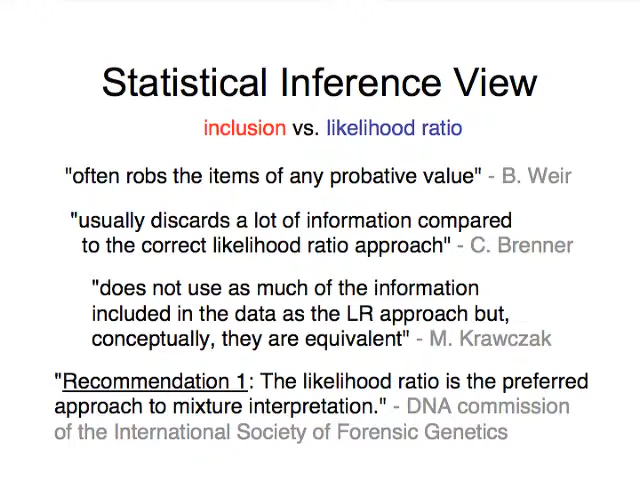 Statistical Inference View
inclusion vs. likelihood ratio
"often robs the items of any probative value" - B. Weir
"usually discards a lot of information compared
to the correct likelihood ratio approach" - C. Brenner
"does not use as much of the information
included in the data as the LR approach but,
conceptually, they are equivalent" - M. Krawczak
"Recommendation 1: The likelihood ratio is the preferred
approach to mixture interpretation." - DNA commission
of the International Society of Forensic Genetics